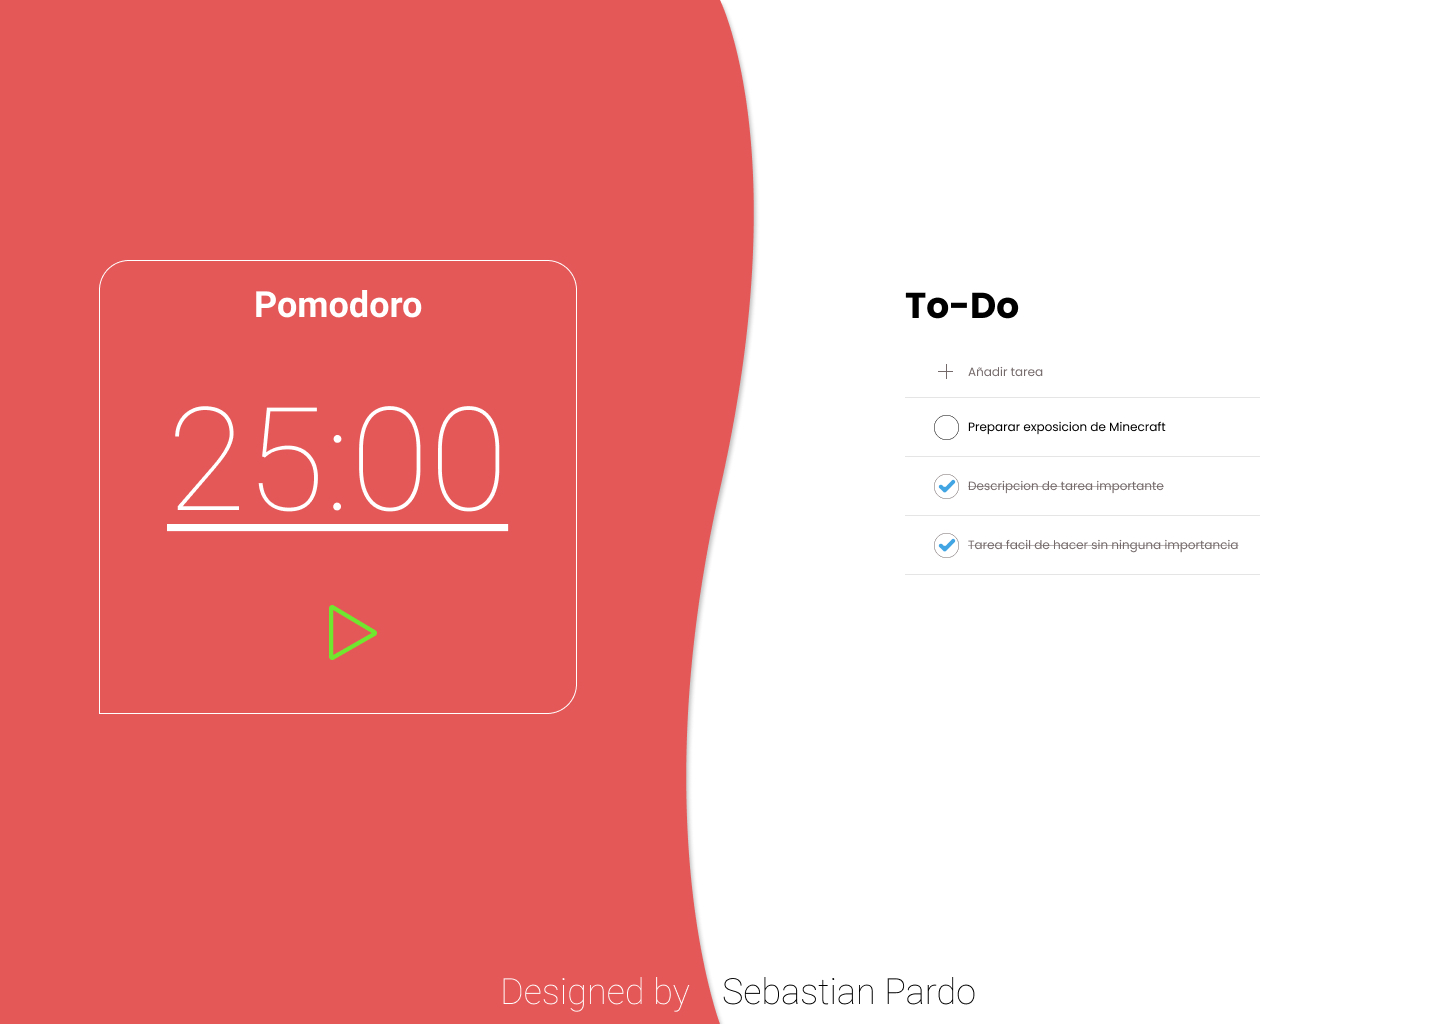 Pomodoro
25:00
To-Do
Añadir tarea
Preparar exposicion de Minecraft
Descripcion de tarea importante
Tarea facil de hacer sin ninguna importancia
Designed by Sebastian Pardo